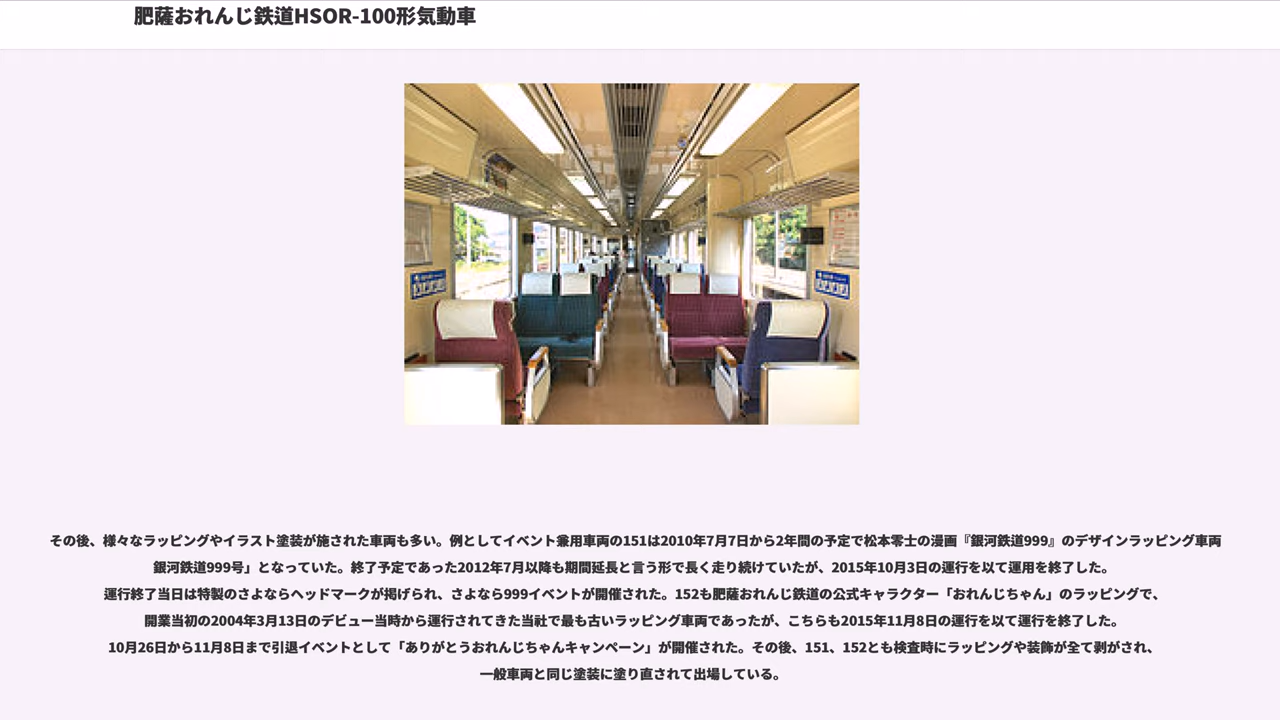 肥薩おれんじ鉄道HSOR-100形気動車
その後、様々なラッピングやイラスト塗装が施された車両も多い。例としてイベント兼用車両の151は2010年7月7日から2年間の予定で松本零士の漫画『銀河鉄道999』のデザインラッピング車両
銀河鉄道999号」となっていた。終了予定であった2012年7月以降も期間延長と言う形で長く走り続けていたが、2015年10月3日の運行を以て運用を終了した。
運行終了当日は特製のさよならヘッドマークが掲げられ、さよなら999イベントが開催された。152も肥薩おれんじ鉄道の公式キャラクター「おれんじちゃん」のラッピングで、
開業当初の2004年3月13日のデビュー当時から運行されてきた当社で最も古いラッピング車両であったが、こちらも2015年11月8日の運行を以て運行を終了した。
10月26日から11月8日まで引退イベントとして「ありがとうおれんじちゃんキャンペーン」が開催された。その後、151、152とも検査時にラッピングや装飾が全て剥がされ、
一般車両と同じ塗装に塗り直されて出場している。